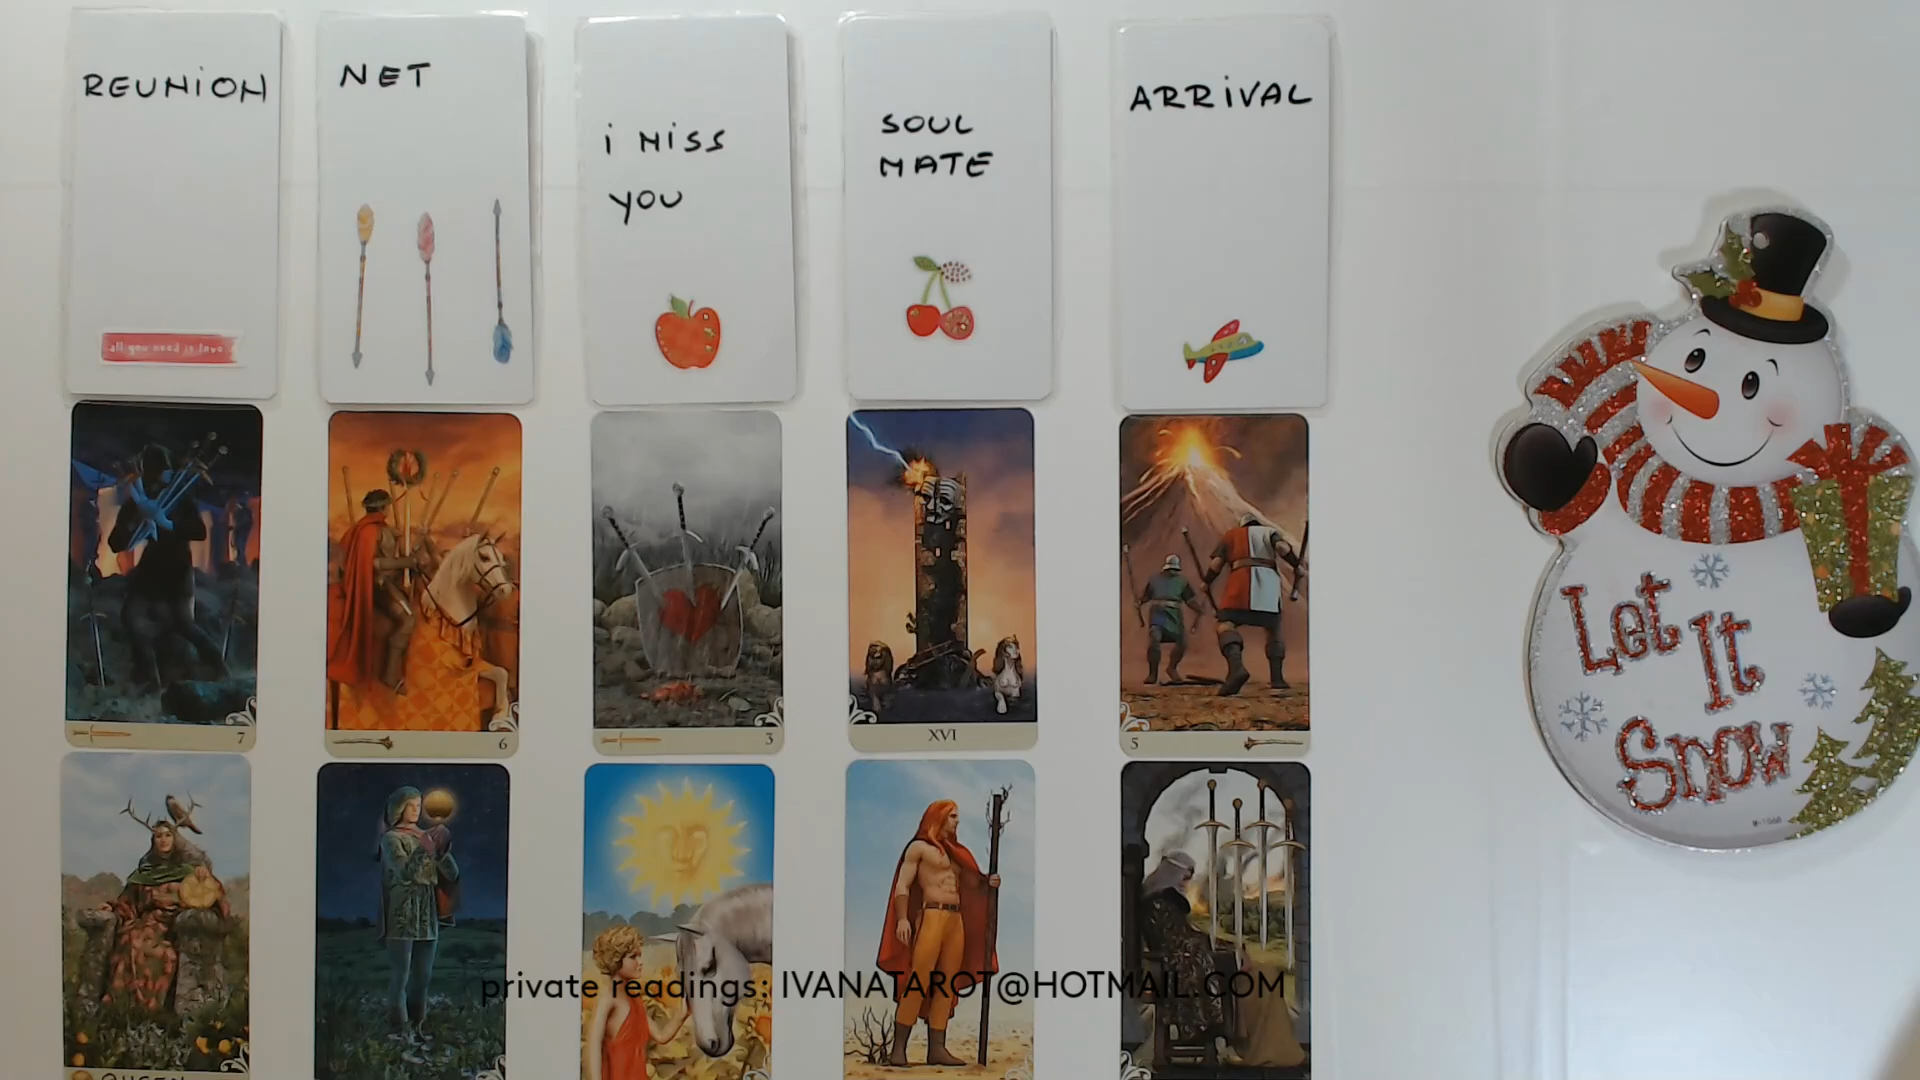 REUNION
NET
i MISS
YOU
SOUL
MATE
ARRiVAL
all you need is love
7
6
3
XVI
5
Let
It
Snow
private readings: IVANATAROT@HOTMAIL.COM
QUEEN